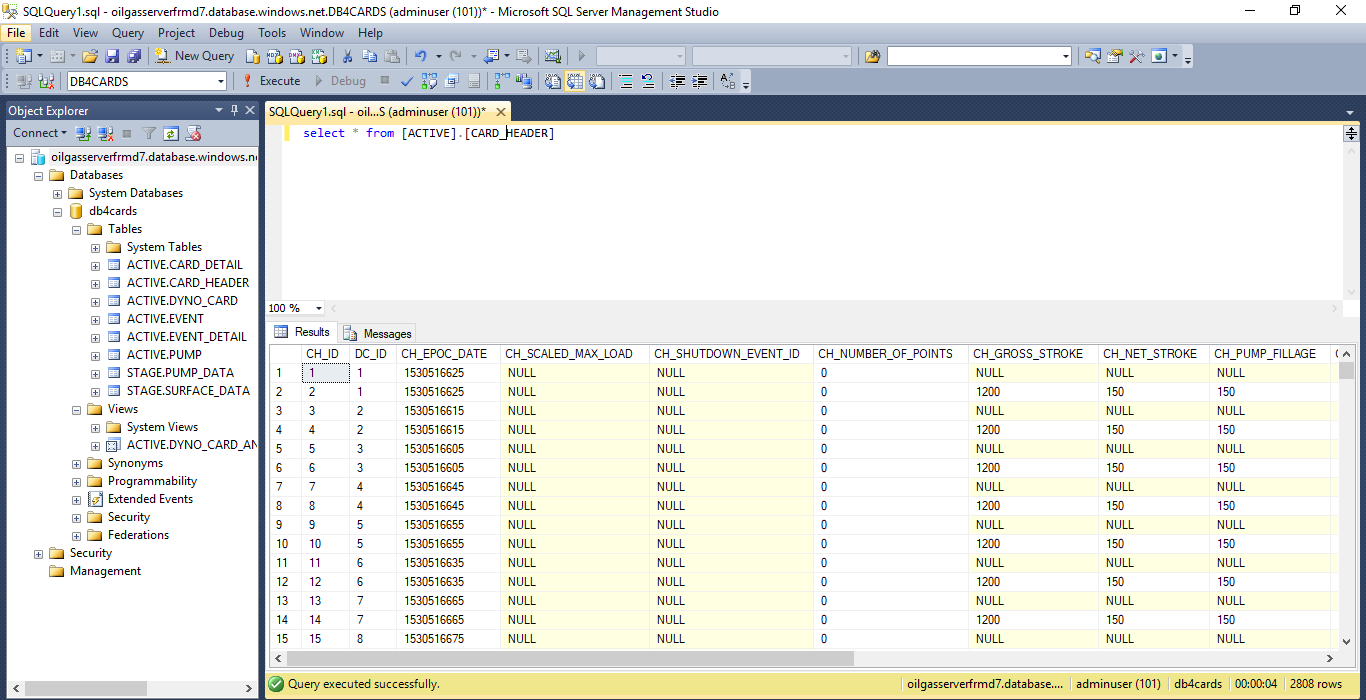 SQLQuery1.sql - oilgasserverfrmd7.database.windows.net.DB4CARDS (adminuser (101))* - Microsoft SQL Server Management Studio
File Edit View Query Project Debug Tools Window Help
New Query
DB4CARDS Execute Debug
Object Explorer
Connect
oilgasserverfrmd7.database.windows.n
Databases
System Databases
db4cards
Tables
System Tables
ACTIVE.CARD_DETAIL
ACTIVE.CARD_HEADER
ACTIVE.DYNO_CARD
ACTIVE.EVENT
ACTIVE.EVENT_DETAIL
ACTIVE.PUMP
STAGE.PUMP_DATA
STAGE.SURFACE_DATA
Views
System Views
ACTIVE.DYNO_CARD_AN
Synonyms
Programmability
Extended Events
Security
Federations
Security
Management
SQLQuery1.sql - oil...S (adminuser (101))*
select * from [ACTIVE].[CARD_HEADER]
100 %
Results Messages
CH_ID DC_ID CH_EPOC_DATE CH_SCALED_MAX_LOAD CH_SHUTDOWN_EVENT_ID CH_NUMBER_OF_POINTS CH_GROSS_STROKE CH_NET_STROKE CH_PUMP_FILLAGE
1 1 1 1530516625 NULL NULL 0 NULL NULL NULL
2 2 1 1530516625 NULL NULL 0 1200 150 150
3 3 2 1530516615 NULL NULL 0 NULL NULL NULL
4 4 2 1530516615 NULL NULL 0 1200 150 150
5 5 3 1530516605 NULL NULL 0 NULL NULL NULL
6 6 3 1530516605 NULL NULL 0 1200 150 150
7 7 4 1530516645 NULL NULL 0 NULL NULL NULL
8 8 4 1530516645 NULL NULL 0 1200 150 150
9 9 5 1530516655 NULL NULL 0 NULL NULL NULL
10 10 5 1530516655 NULL NULL 0 1200 150 150
11 11 6 1530516635 NULL NULL 0 NULL NULL NULL
12 12 6 1530516635 NULL NULL 0 1200 150 150
13 13 7 1530516665 NULL NULL 0 NULL NULL NULL
14 14 7 1530516665 NULL NULL 0 1200 150 150
15 15 8 1530516675 NULL NULL 0 NULL NULL NULL
Query executed successfully. oilgasserverfrmd7.database.... adminuser (101) db4cards 00:00:04 2808 rows